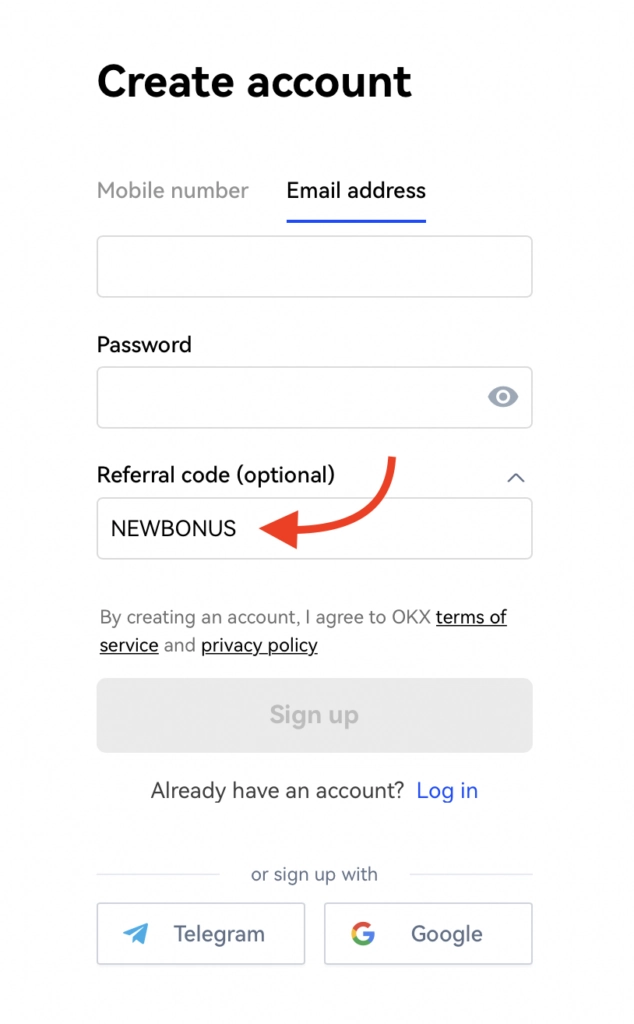 Create account
Mobile number Email address
Password
Referral code (optional)
NEWBONUS
By creating an account, I agree to OKX terms of
service and privacy policy
Sign up
Already have an account? Log in
or sign up with
Telegram Google